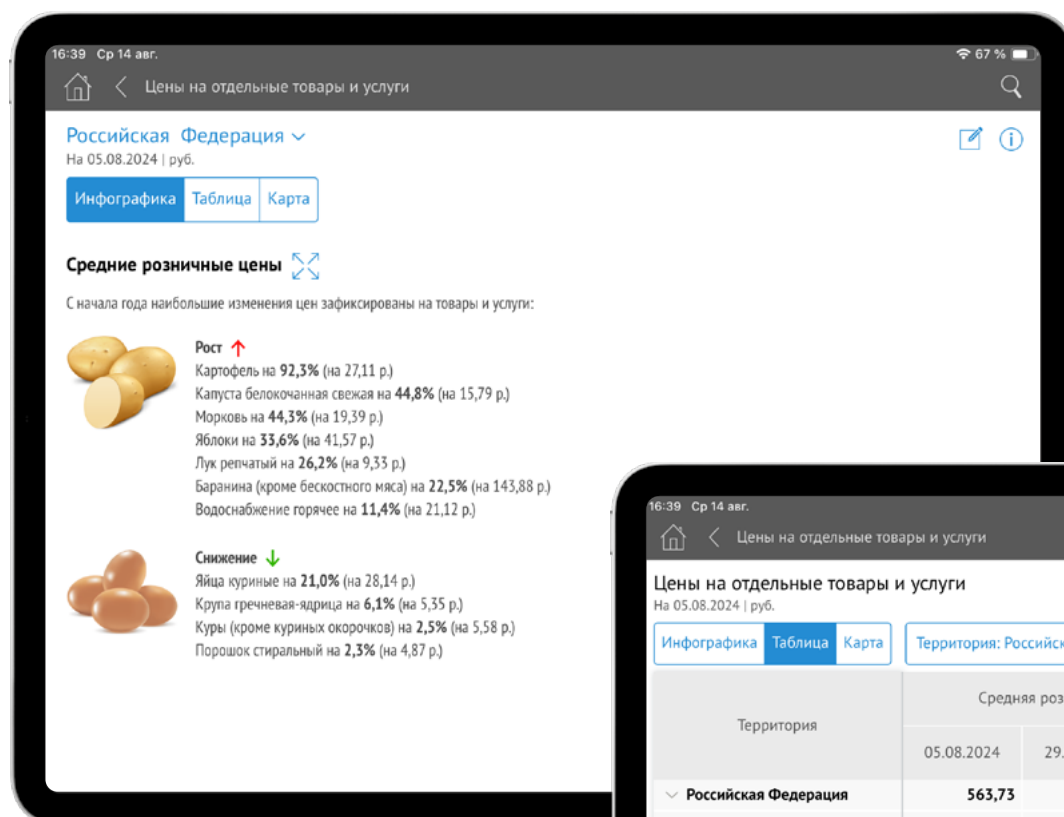 16:39 Ср 14 авг.
67 %
Цены на отдельные товары и услуги
Российская Федерация
На 05.08.2024 | руб.
Инфографика Таблица Карта
Средние розничные цены
С начала года наибольшие изменения цен зафиксированы на товары и услуги:
Рост
Картофель на 92,3% (на 27,11 р.)
Капуста белокочанная свежая на 44,8% (на 15,79 р.)
Морковь на 44,3% (на 19,39 р.)
Яблоки на 33,6% (на 41,57 р.)
Лук репчатый на 26,2% (на 9,33 р.)
Баранина (кроме бескостного мяса) на 22,5% (на 143,88 р.)
Водоснабжение горячее на 11,4% (на 21,12 р.)
Снижение
Яйца куриные на 21,0% (на 28,14 р.)
Крупа гречневая-ядрица на 6,1% (на 5,35 р.)
Куры (кроме куриных окорочков) на 2,5% (на 5,58 р.)
Порошок стиральный на 2,3% (на 4,87 р.)
16:39 Ср 14 авг.
Цены на отдельные товары и услуги
Цены на отдельные товары и услуги
На 05.08.2024 | руб.
Инфографика Таблица Карта
Территория:
Территория
Средняя
05.08.2024
29.
Российская Федерация
563,73